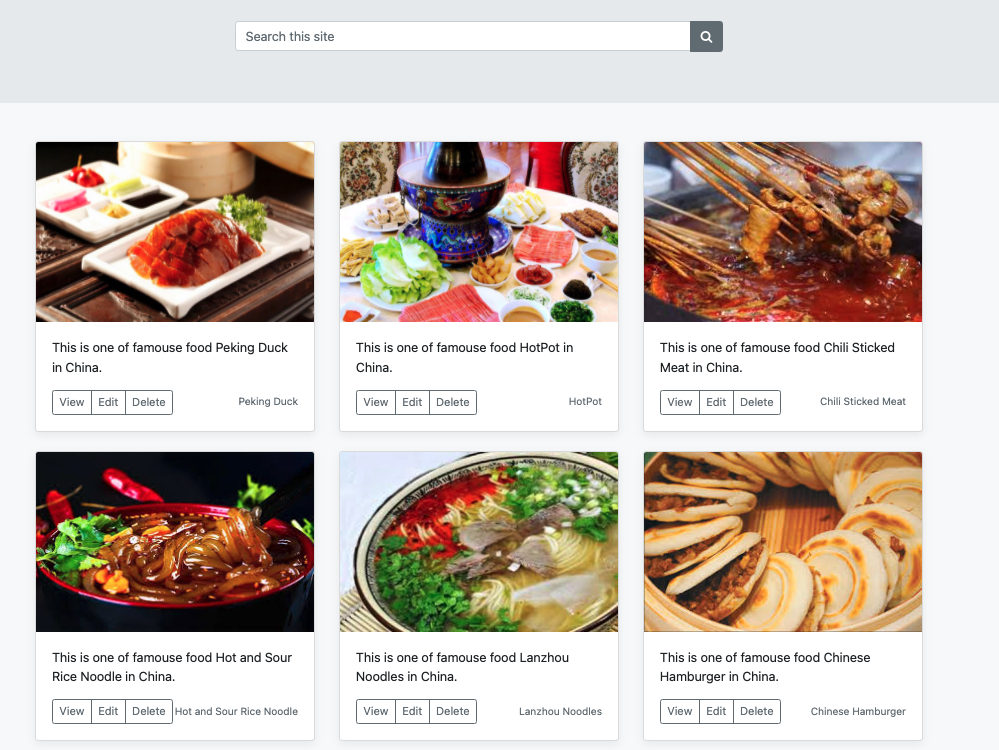 Search this site
This is one of famouse food Peking Duck
in China.
View Edit Delete Peking Duck
This is one of famouse food HotPot in
China.
View Edit Delete HotPot
This is one of famouse food Chili Sticked
Meat in China.
View Edit Delete Chili Sticked Meat
This is one of famouse food Hot and Sour
Rice Noodle in China.
View Edit Delete Hot and Sour Rice Noodle
This is one of famouse food Lanzhou
Noodles in China.
View Edit Delete Lanzhou Noodles
This is one of famouse food Chinese
Hamburger in China.
View Edit Delete Chinese Hamburger